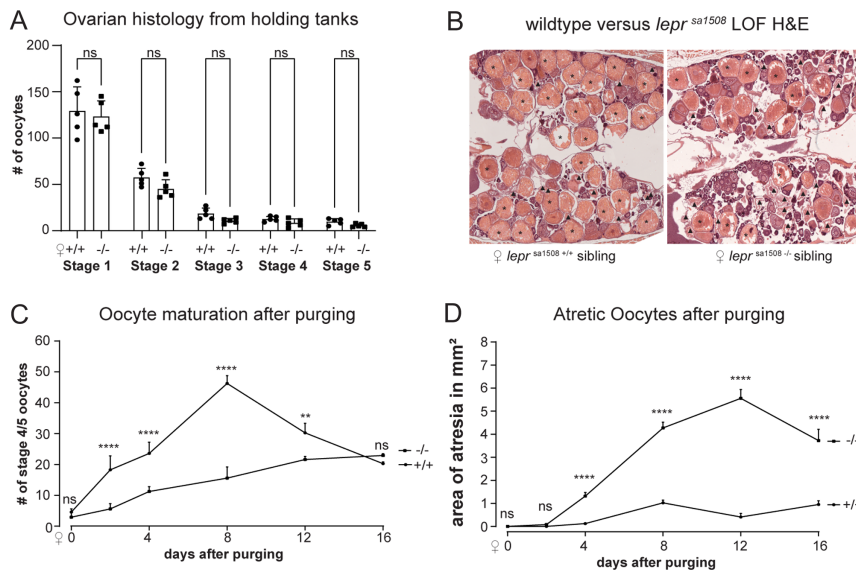 A
Ovarian histology from holding tanks
ns ns ns ns ns
# of oocytes
200
150
100
50
0
♀ +/+ -/- +/+ -/- +/+ -/- +/+ -/- +/+ -/-
Stage 1 Stage 2 Stage 3 Stage 4 Stage 5
B
wildtype versus lepr sa1508 LOF H&E
♀ lepr sa1508 +/+ sibling
♀ lepr sa1508 -/- sibling
C
Oocyte maturation after purging
# of stage 4/5 oocytes
60
50
40
30
20
10
0
ns **** **** **** ** ns
-/-
+/+
♀ 0 4 8 12 16
days after purging
D
Atretic Oocytes after purging
area of atresia in mm²
8
7
6
5
4
3
2
1
0
ns ns **** **** **** ****
-/-
+/+
♀ 0 4 8 12 16
days after purging